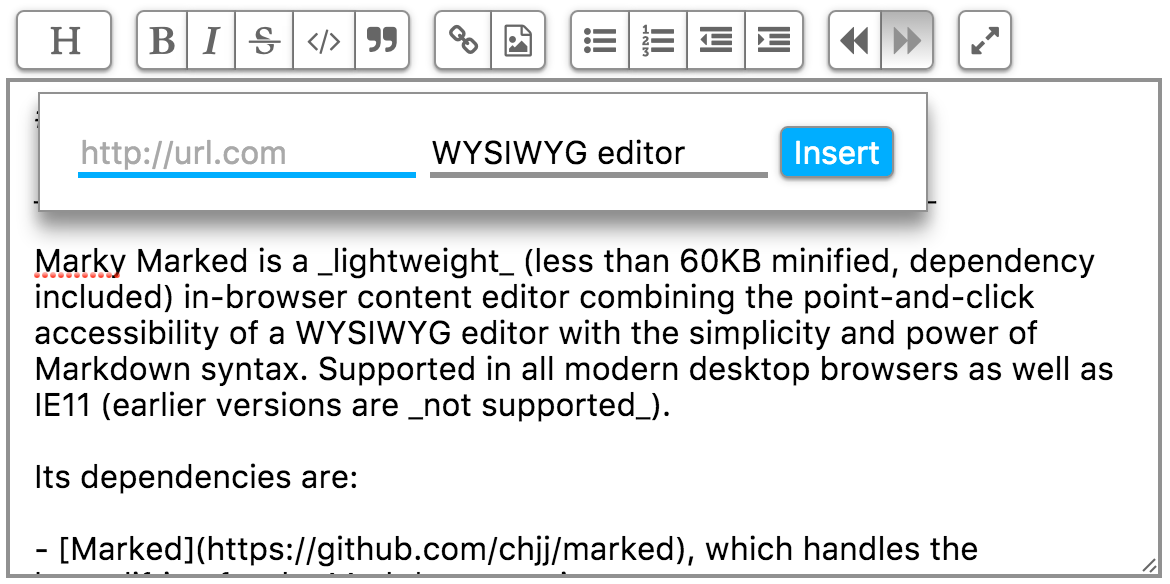 H B I S </> 1 2 3
http://url.com WYSIWYG editor Insert
Marky Marked is a _lightweight_ (less than 60KB minified, dependency
included) in-browser content editor combining the point-and-click
accessibility of a WYSIWYG editor with the simplicity and power of
Markdown syntax. Supported in all modern desktop browsers as well as
IE11 (earlier versions are _not supported_).
Its dependencies are:
- [Marked](https://github.com/chjj/marked), which handles the